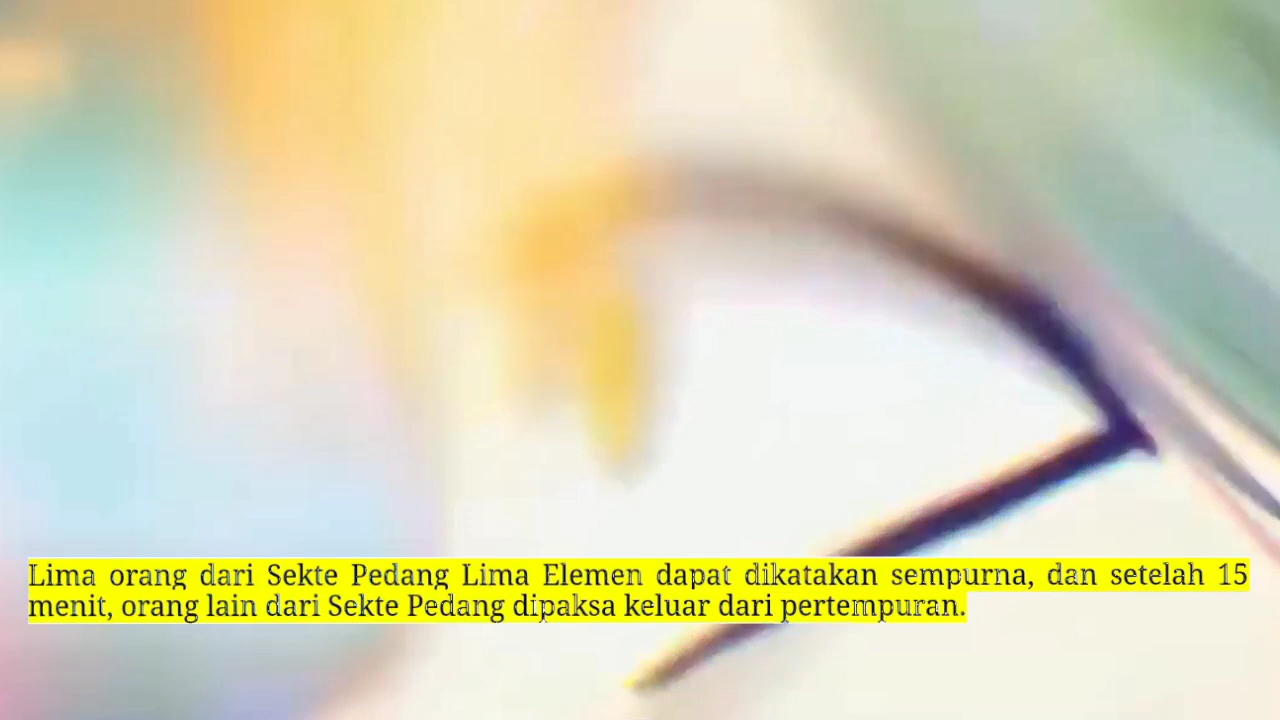 Lima orang dari Sekte Pedang Lima Elemen dapat dikatakan sempurna, dan setelah 15
menit, orang lain dari Sekte Pedang dipaksa keluar dari pertempuran.